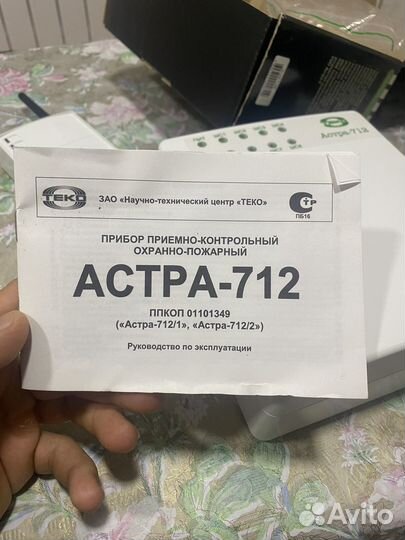 Астра-712
ТЕКО
ЗАО «Научно-технический центр «ТЕКО»
СТР
ПБ16
ПРИБОР ПРИЕМНО-КОНТРОЛЬНЫЙ
ОХРАННО-ПОЖАРНЫЙ
АСТРА-712
ППКОП 01101349
(«Астра-712/1», «Астра-712/2»)
Руководство по эксплуатации
Avito